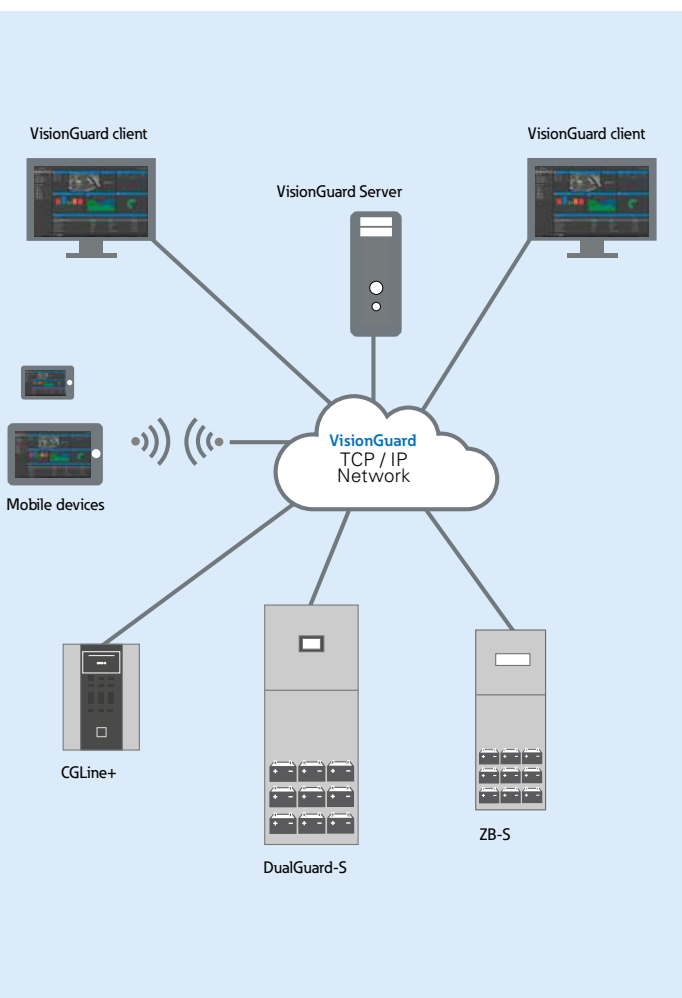 VisionGuard client
VisionGuard client
VisionGuard Server
VisionGuard
TCP / IP
Network
Mobile devices
CGLine+
DualGuard-S
ZB-S